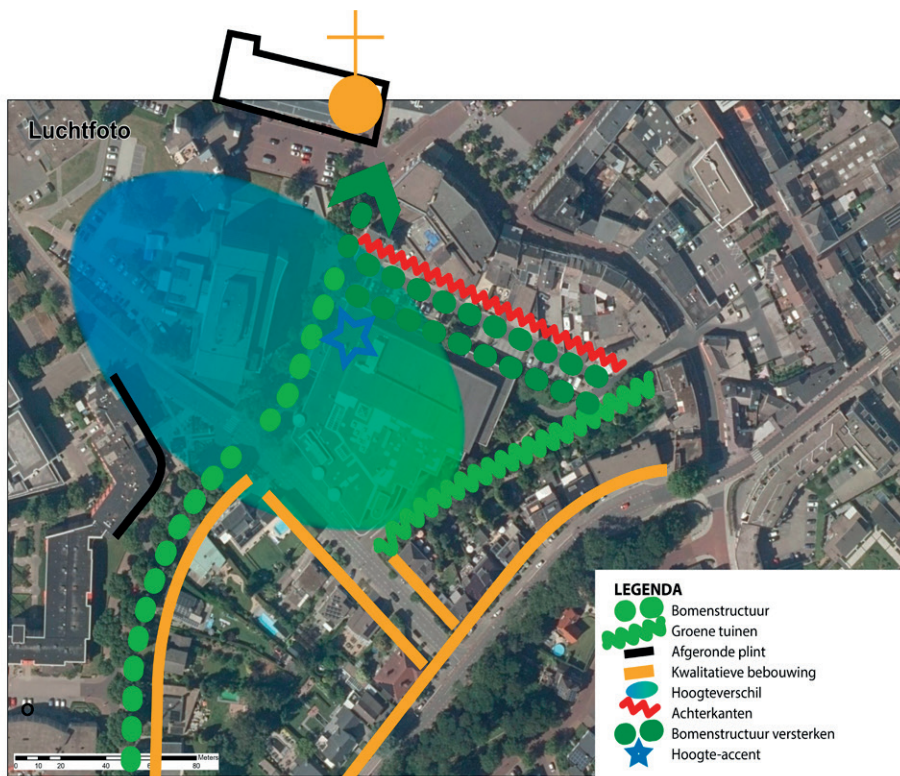 Luchtfoto
LEGENDA
Bomenstructuur
Groene tuinen
Afgeronde plint
Kwalitatieve bebouwing
Hoogteverschil
Achterkanten
Bomenstructuur versterken
Hoogte-accent
O
Meters
10 20 40 60 80